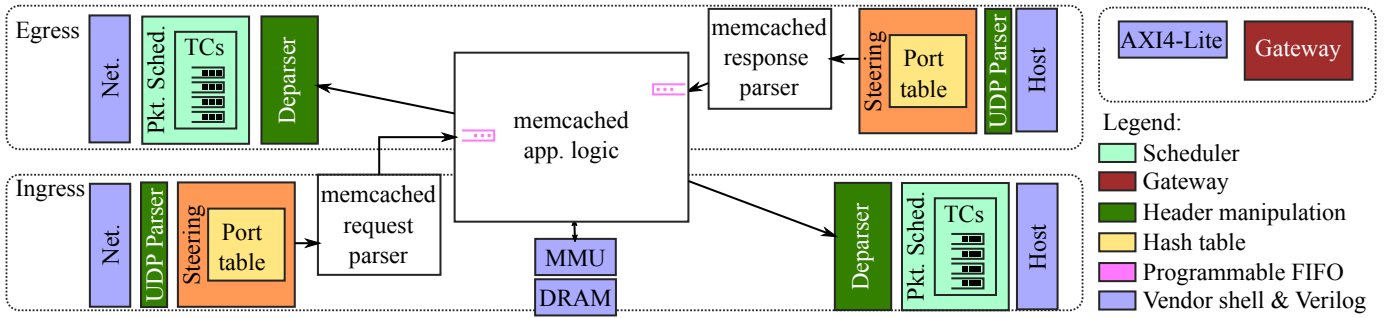 Egress
Net.
Pkt. Sched.
TCs
Deparser
memcached
app. logic
memcached
response
parser
Steering
Port
table
UDP Parser
Host
AXI4-Lite
Gateway
Ingress
Net.
UDP Parser
Steering
Port
table
memcached
request
parser
MMU
DRAM
Deparser
Pkt. Sched.
TCs
Host
Legend:
Scheduler
Gateway
Header manipulation
Hash table
Programmable FIFO
Vendor shell & Verilog